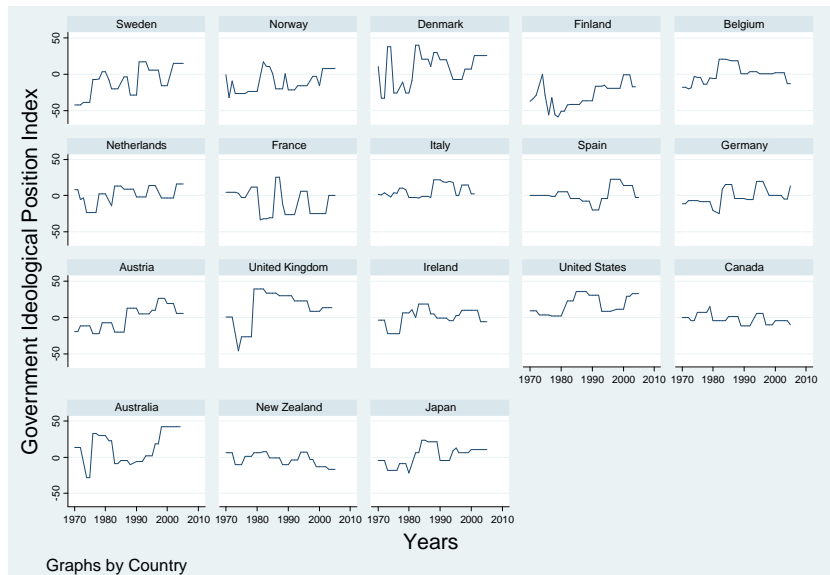 Sweden Norway Denmark Finland Belgium
50
0
-50
Netherlands France Italy Spain Germany
50
0
-50
Austria United Kingdom Ireland United States Canada
50
0
-50
1970 1980 1990 2000 2010 1970 1980 1990 2000 2010
Australia New Zealand Japan
50
0
-50
1970 1980 1990 2000 2010 1970 1980 1990 2000 2010 1970 1980 1990 2000 2010
Government Ideological Position Index
Years
Graphs by Country